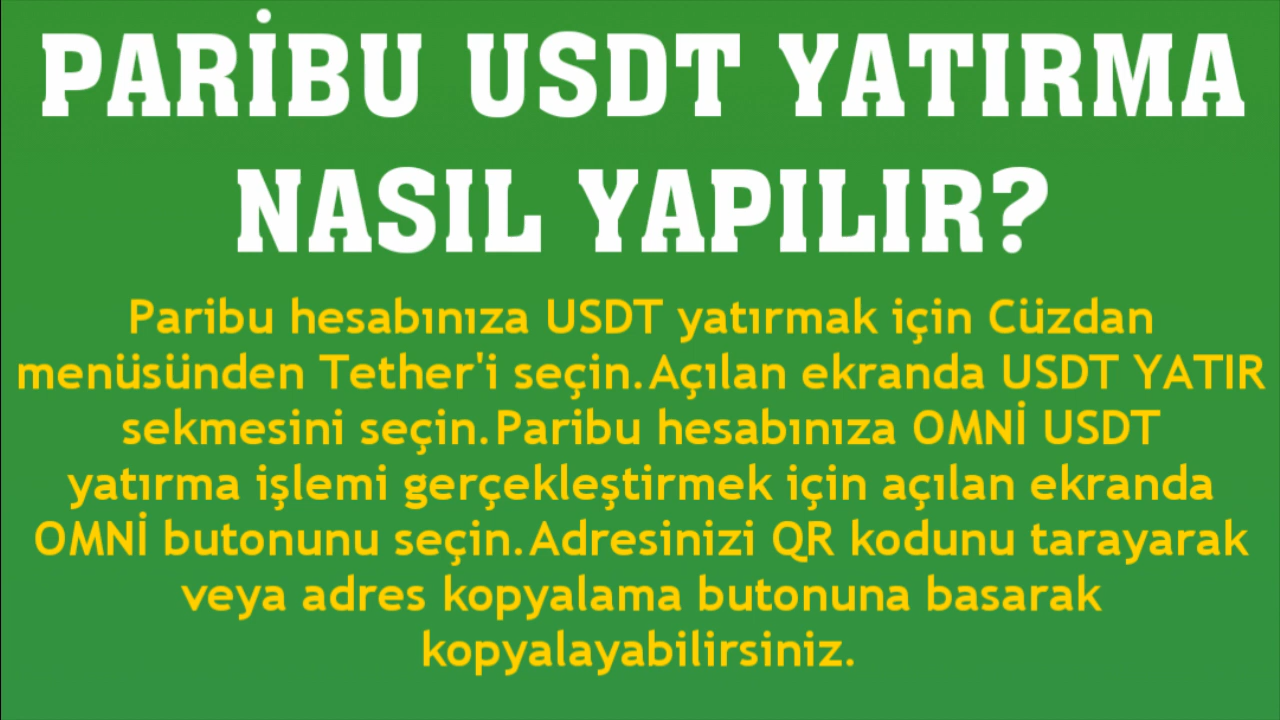 PARİBU USDT YATIRMA
NASIL YAPILIR?
Paribu hesabınıza USDT yatırmak için Cüzdan
menüsünden Tether'i seçin.Açılan ekranda USDT YATIR
sekmesini seçin.Paribu hesabınıza OMNİ USDT
yatırma işlemi gerçekleştirmek için açılan ekranda
OMNİ butonunu seçin.Adresinizi QR kodunu tarayarak
veya adres kopyalama butonuna basarak
kopyalayabilirsiniz.